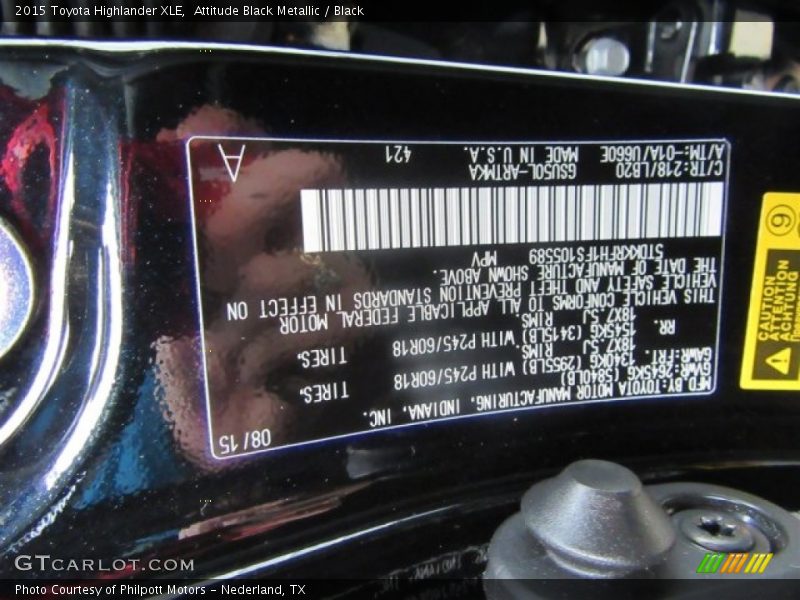 2015 Toyota Highlander XLE, Attitude Black Metallic / Black
MFD BY: TOYOTA MOTOR MANUFACTURING, INDIANA, INC. 08/15
GVWR: 2645KG (5840LB)
GAWR: FRT. 1340KG (2955LB) WITH P245/60R18 TIRES.
18X7.5J RIMS
RR. 1545KG (3415LB) WITH P245/60R18 TIRES.
18X7.5J RIMS
THIS VEHICLE CONFORMS TO ALL APPLICABLE FEDERAL MOTOR
VEHICLE SAFETY AND THEFT PREVENTION STANDARDS IN EFFECT ON
THE DATE OF MANUFACTURE SHOWN ABOVE.
5TDKKRFH1FS105589 MPV
C/TR: 218/LB20 GSU50L-ARTMKA
A/TM: -01A/U660E MADE IN U.S.A. 421 A
CAUTION
ATTENTION
ACHTUNG
GTCARLOT.COM
Photo Courtesy of Philpott Motors - Nederland, TX